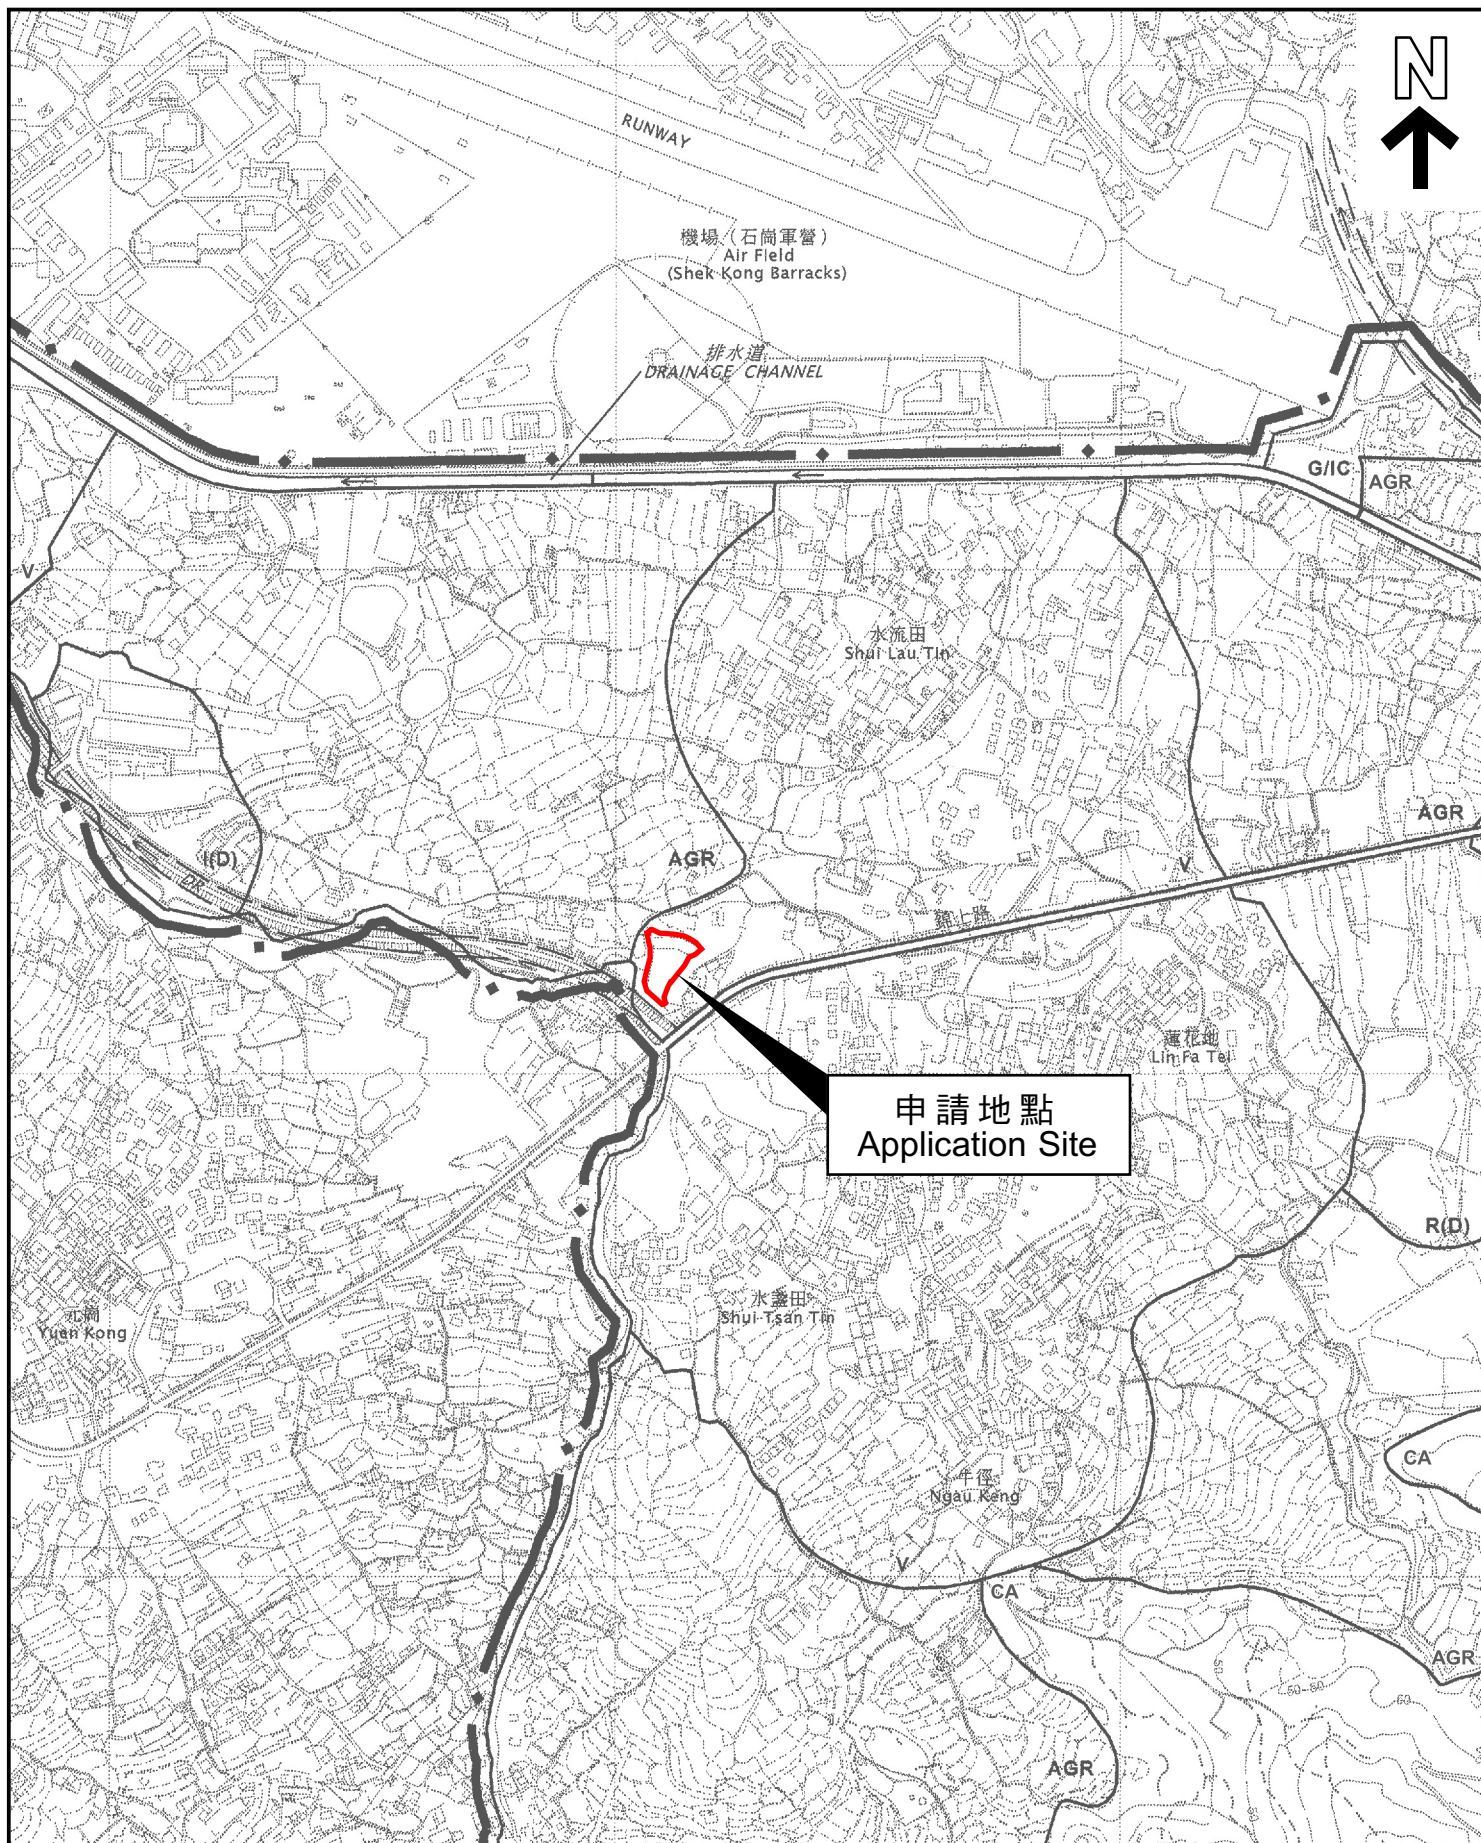 N
RUNWAY
機場 (石崗軍營)
Air Field
(Shek Kong Barracks)
排水道
DRAINAGE CHANNEL
G/IC
AGR
V
水流田
Shui Lau Tin
AGR
I(D)
DR
AGR
V
錦上路
蓮花地
Lin Fa Tei
申請地點
Application Site
R(D)
元崗
Yuen Kong
水盞田
Shui Tsan Tin
CA
牛徑
Ngau Keng
V
CA
AGR
50
60
AGR